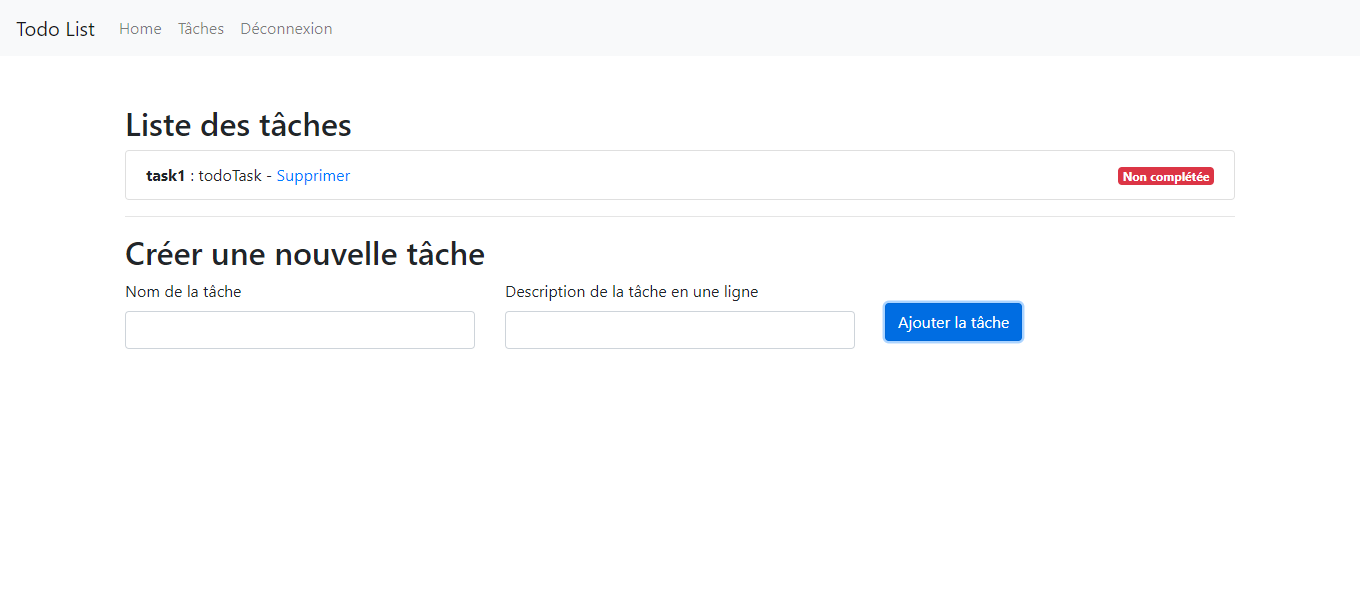 Todo List Home Tâches Déconnexion
Liste des tâches
task1 : todoTask - Supprimer Non complétée
Créer une nouvelle tâche
Nom de la tâche Description de la tâche en une ligne
Ajouter la tâche